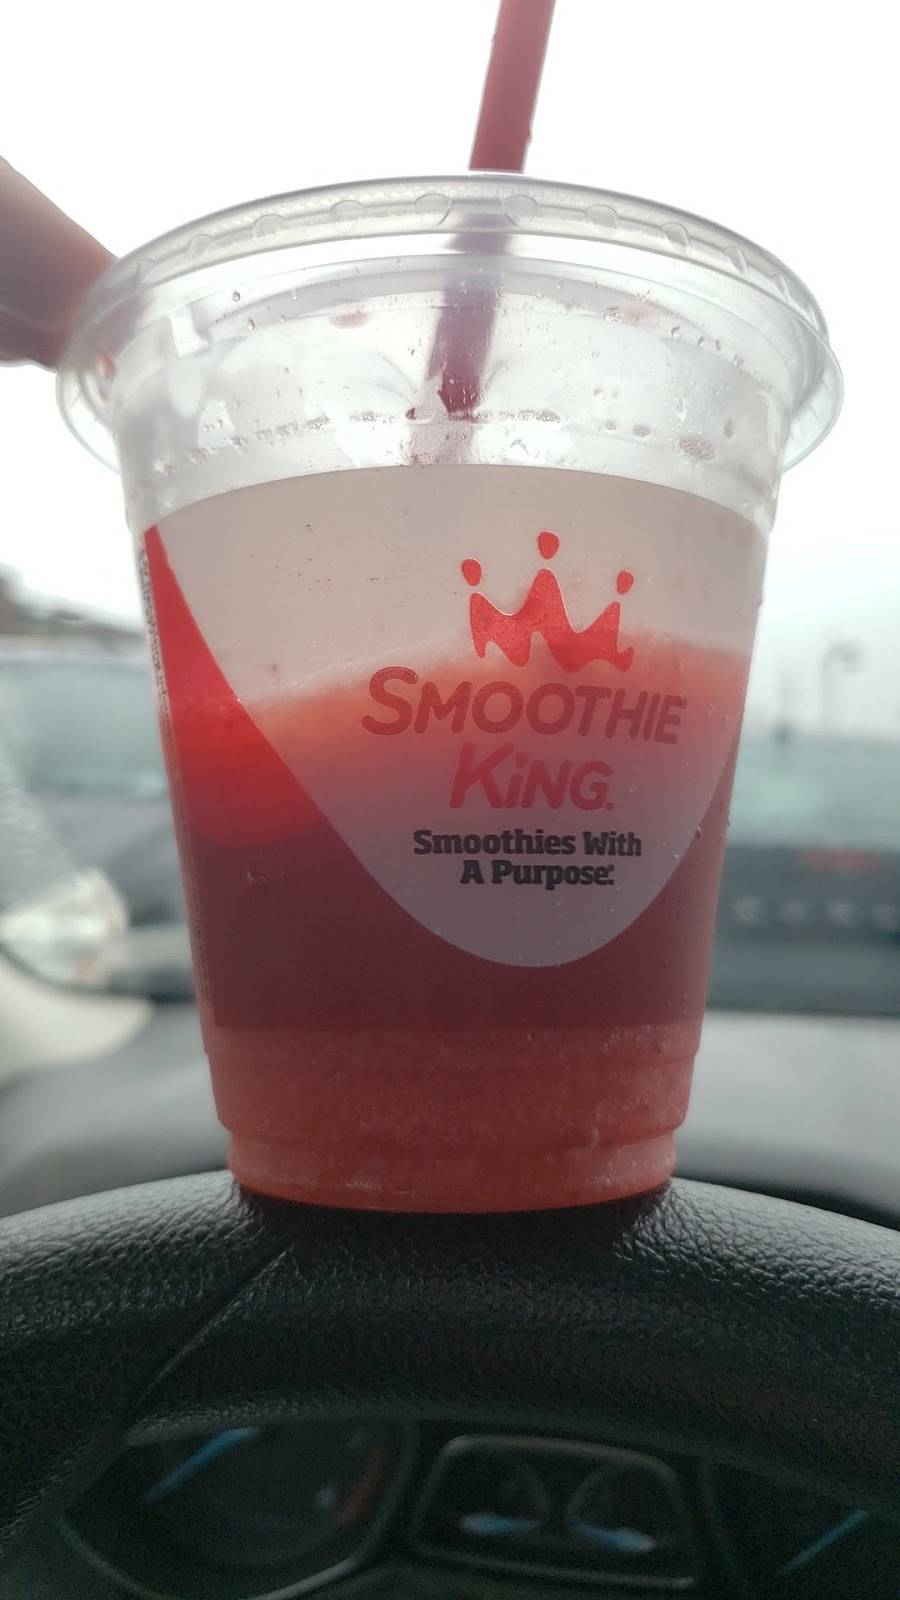 SMOOTHIE
KiNG.
Smoothies With
A Purpose.